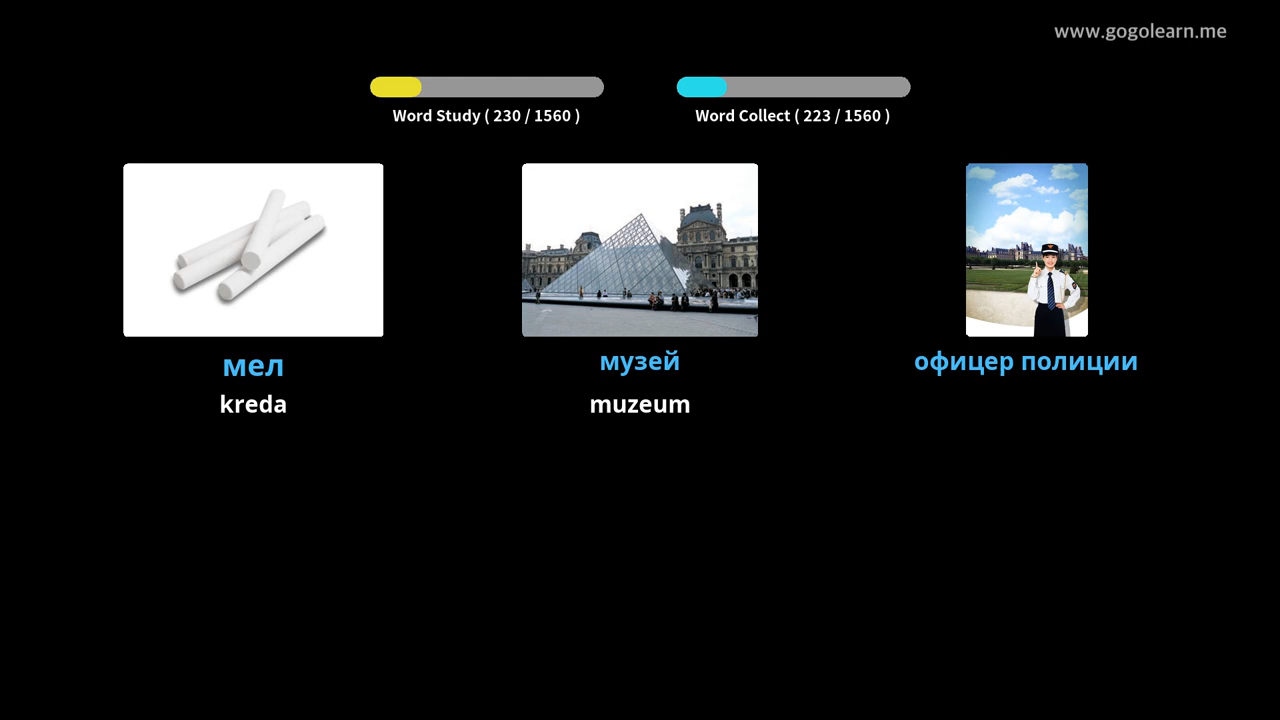 www.gogolearn.me
Word Study ( 230 / 1560 )
Word Collect ( 223 / 1560 )
мел
kreda
музей
muzeum
офицер полиции